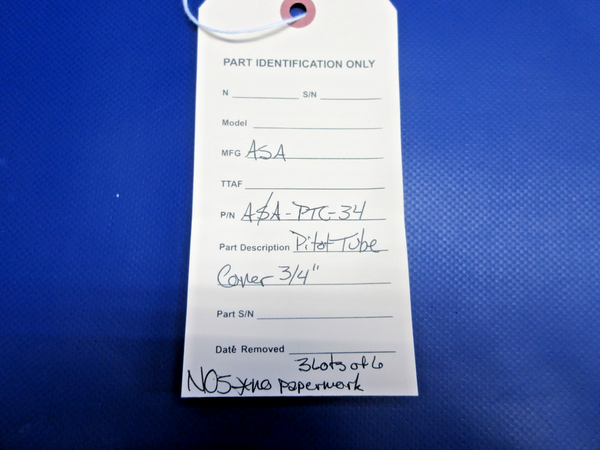 PART IDENTIFICATION ONLY
N S/N
Model
MFG ASA
TTAF
P/N ASA-PTC-34
Part Description Pitot Tube
Cover 3/4"
Part S/N
Date Removed
3 Lots of 6
NOS no paperwork